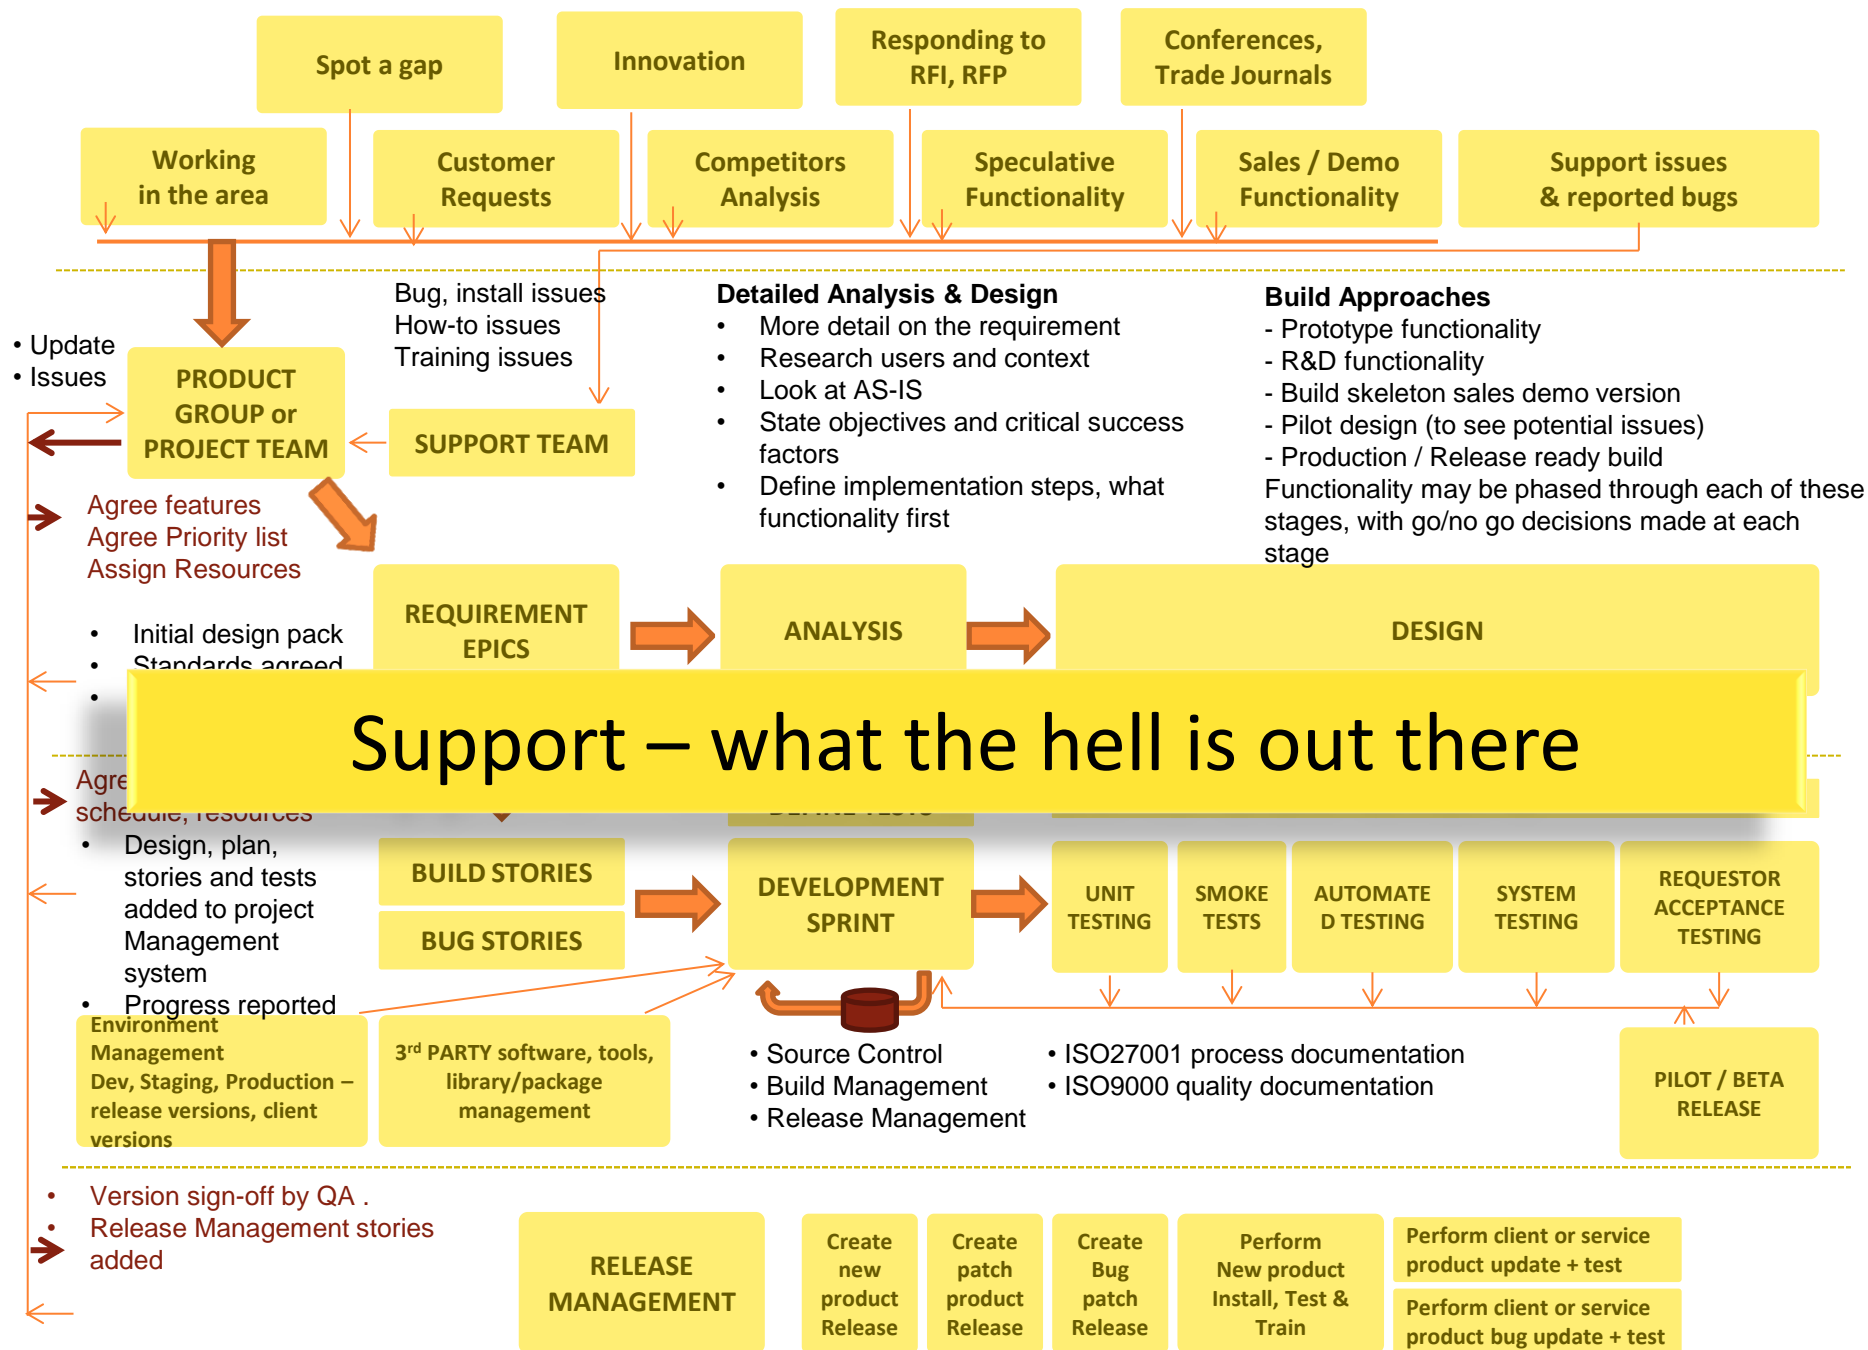 Spot a gap
Innovation
Responding to
RFI, RFP
Conferences,
Trade Journals
Working
in the area
Customer
Requests
Competitors
Analysis
Speculative
Functionality
Sales / Demo
Functionality
Support issues
& reported bugs
• Update
• Issues
PRODUCT
GROUP or
PROJECT TEAM
Bug, install issues
How-to issues
Training issues
SUPPORT TEAM
Detailed Analysis & Design
• More detail on the requirement
• Research users and context
• Look at AS-IS
• State objectives and critical success
factors
• Define implementation steps, what
functionality first
Build Approaches
- Prototype functionality
- R&D functionality
- Build skeleton sales demo version
- Pilot design (to see potential issues)
- Production / Release ready build
Functionality may be phased through each of these
stages, with go/no go decisions made at each
stage
Agree features
Agree Priority list
Assign Resources
• Initial design pack
• Standards agreed
•
REQUIREMENT
EPICS
ANALYSIS
DESIGN
Support – what the hell is out there
schedule, resources
• Design, plan,
stories and tests
added to project
Management
system
• Progress reported
DEFINE TESTS
BUILD STORIES
BUG STORIES
DEVELOPMENT
SPRINT
UNIT
TESTING
SMOKE
TESTS
AUTOMATE
D TESTING
SYSTEM
TESTING
REQUESTOR
ACCEPTANCE
TESTING
Environment
Management
Dev, Staging, Production –
release versions, client
versions
3rd PARTY software, tools,
library/package
management
• Source Control
• Build Management
• Release Management
• ISO27001 process documentation
• ISO9000 quality documentation
PILOT / BETA
RELEASE
• Version sign-off by QA .
• Release Management stories
added
RELEASE
MANAGEMENT
Create
new
product
Release
Create
patch
product
Release
Create
Bug
patch
Release
Perform
New product
Install, Test &
Train
Perform client or service
product update + test
Perform client or service
product bug update + test